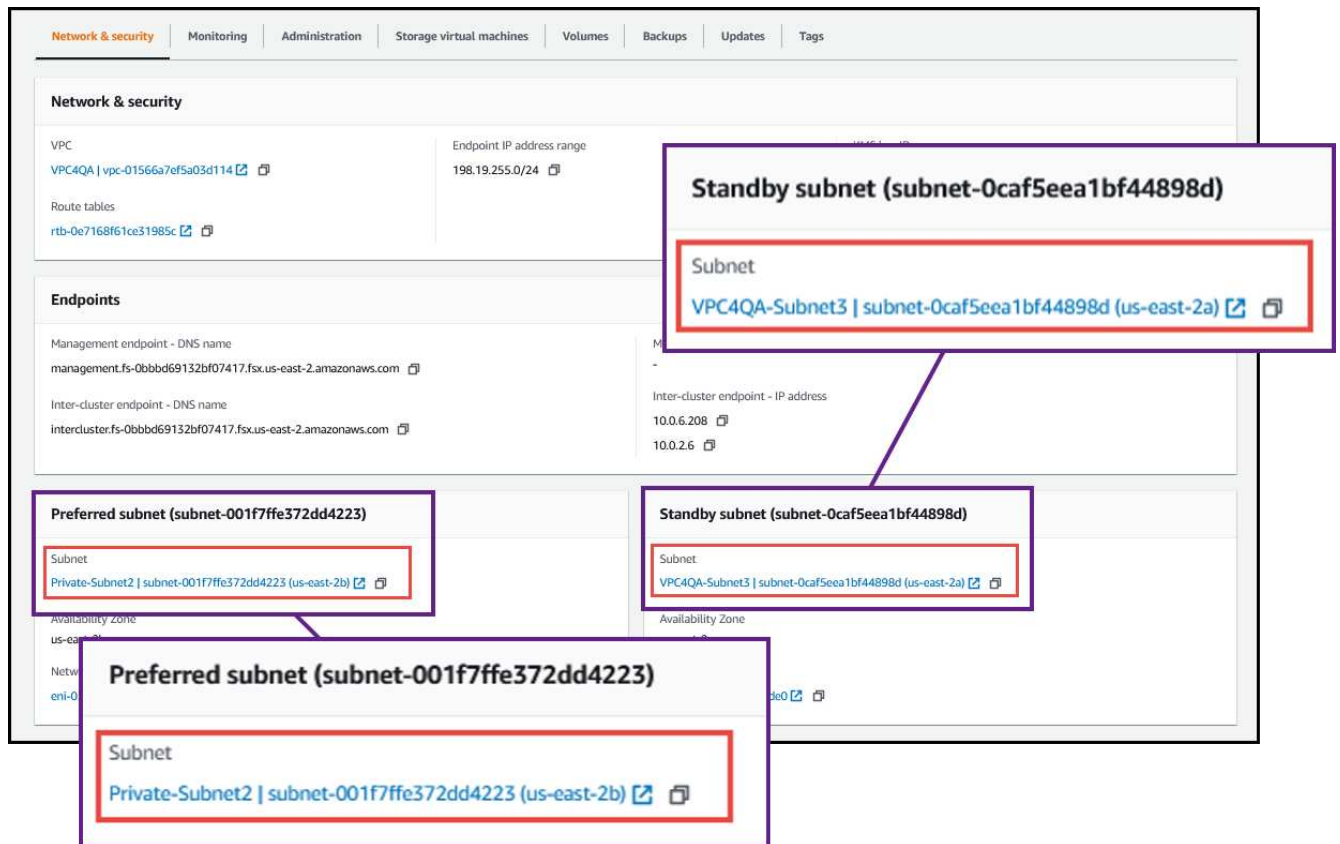 Network & security Monitoring Administration Storage virtual machines Volumes Backups Updates Tags
Network & security
VPC
VPC4QA | vpc-01566a7ef5a03d114
Route tables
rtb-0e7168f61ce31985c
Endpoint IP address range
198.19.255.0/24
Standby subnet (subnet-0caf5eea1bf44898d)
Subnet
VPC4QA-Subnet3 | subnet-0caf5eea1bf44898d (us-east-2a)
Endpoints
Management endpoint - DNS name
management.fs-0bbbd69132bf07417.fsx.us-east-2.amazonaws.com
Inter-cluster endpoint - DNS name
intercluster.fs-0bbbd69132bf07417.fsx.us-east-2.amazonaws.com
-
Inter-cluster endpoint - IP address
10.0.6.208
10.0.2.6
Preferred subnet (subnet-001f7ffe372dd4223)
Subnet
Private-Subnet2 | subnet-001f7ffe372dd4223 (us-east-2b)
Availability Zone
Standby subnet (subnet-0caf5eea1bf44898d)
Subnet
VPC4QA-Subnet3 | subnet-0caf5eea1bf44898d (us-east-2a)
Availability Zone
Preferred subnet (subnet-001f7ffe372dd4223)
Subnet
Private-Subnet2 | subnet-001f7ffe372dd4223 (us-east-2b)